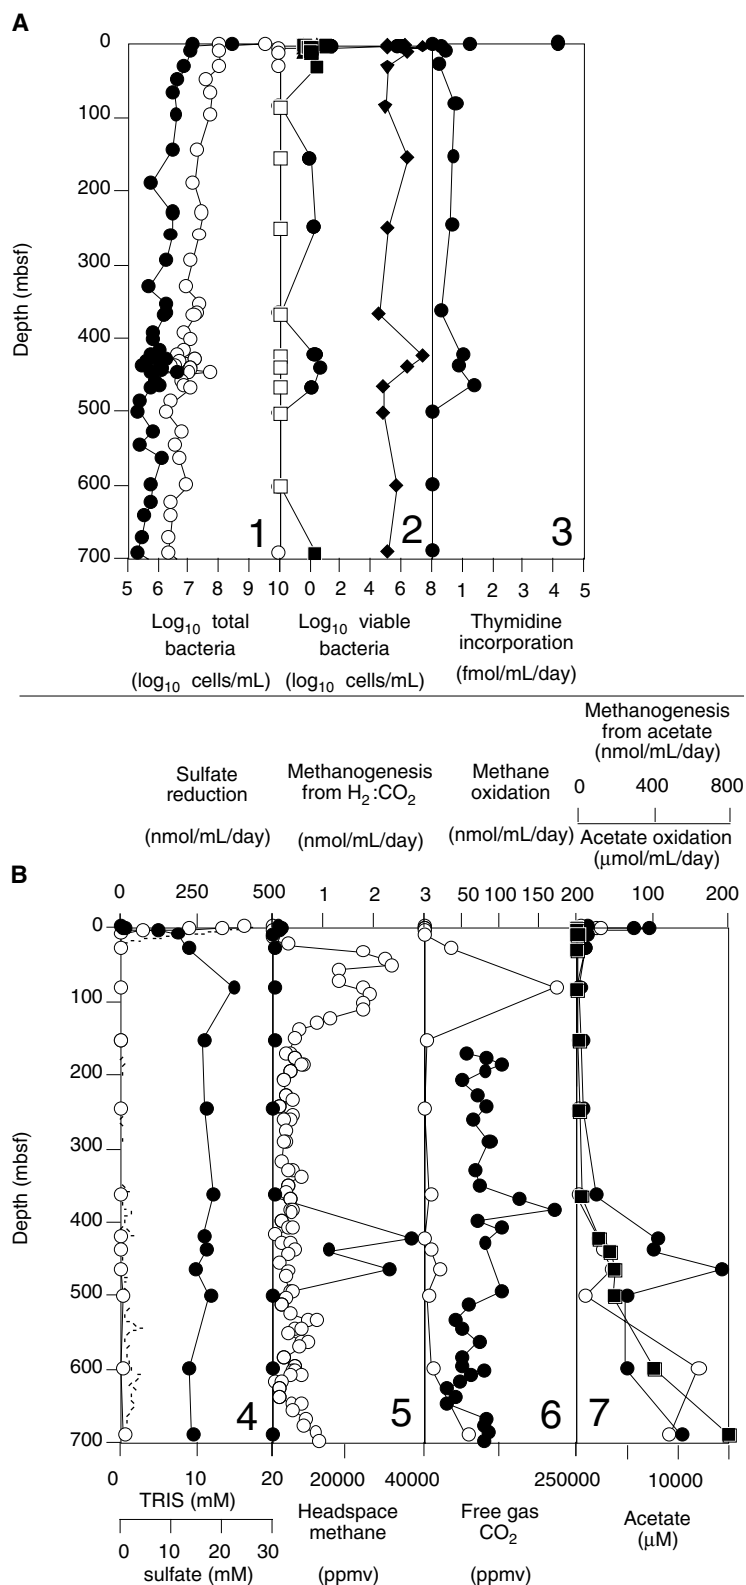 A
0
100
200
300
400
500
600
700
Depth (mbsf)
1
2
3
5 6 7 8 9 10 0 2 4 6 8 1 2 3 4 5
Log10 total bacteria (log10 cells/mL)
Log10 viable bacteria (log10 cells/mL)
Thymidine incorporation (fmol/mL/day)
Methanogenesis from acetate (nmol/mL/day)
0 400 800
Sulfate reduction (nmol/mL/day)
Methanogenesis from H2:CO2 (nmol/mL/day)
Methane oxidation (nmol/mL/day)
Acetate oxidation (μmol/mL/day)
B
0 250 500 1 2 3 50 100 150 200 100 200
0
100
200
300
400
500
600
700
Depth (mbsf)
4
5
6
7
0 10 20 20000 40000 250000 10000
TRIS (mM)
0 10 20 30
sulfate (mM)
Headspace methane (ppmv)
Free gas CO2 (ppmv)
Acetate (μM)